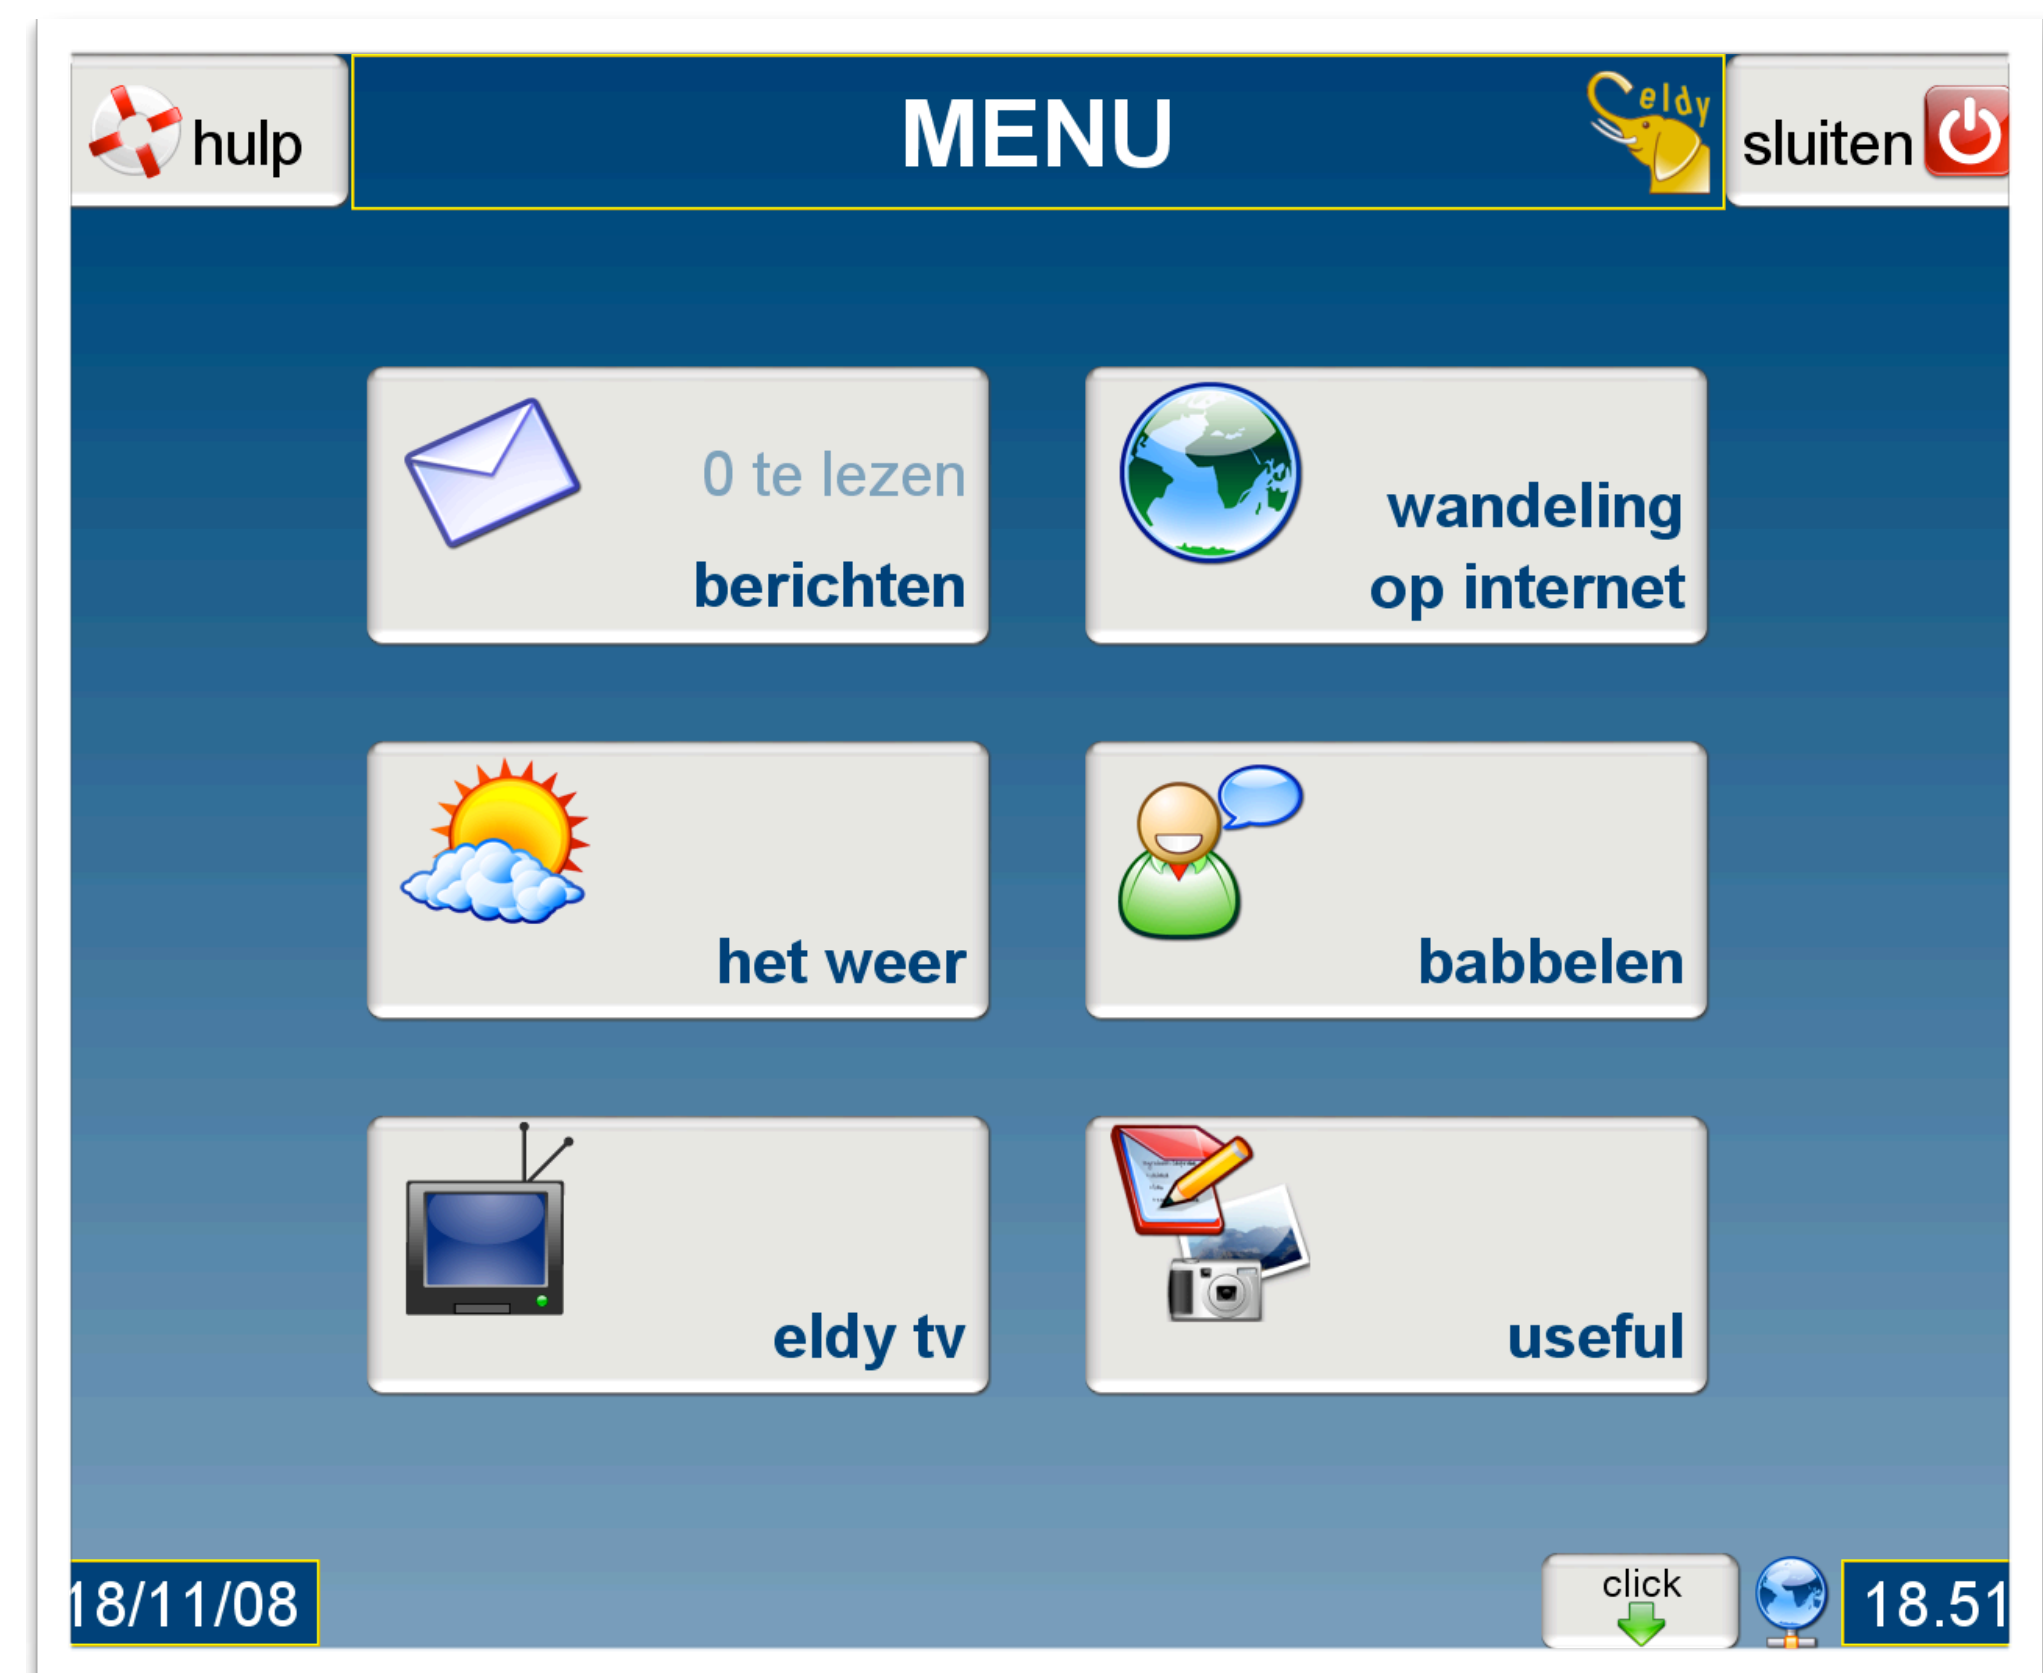 hulp
MENU
eldy
sluiten
0 te lezen
berichten
wandeling
op internet
het weer
babbelen
eldy tv
useful
18/11/08
click
18.51